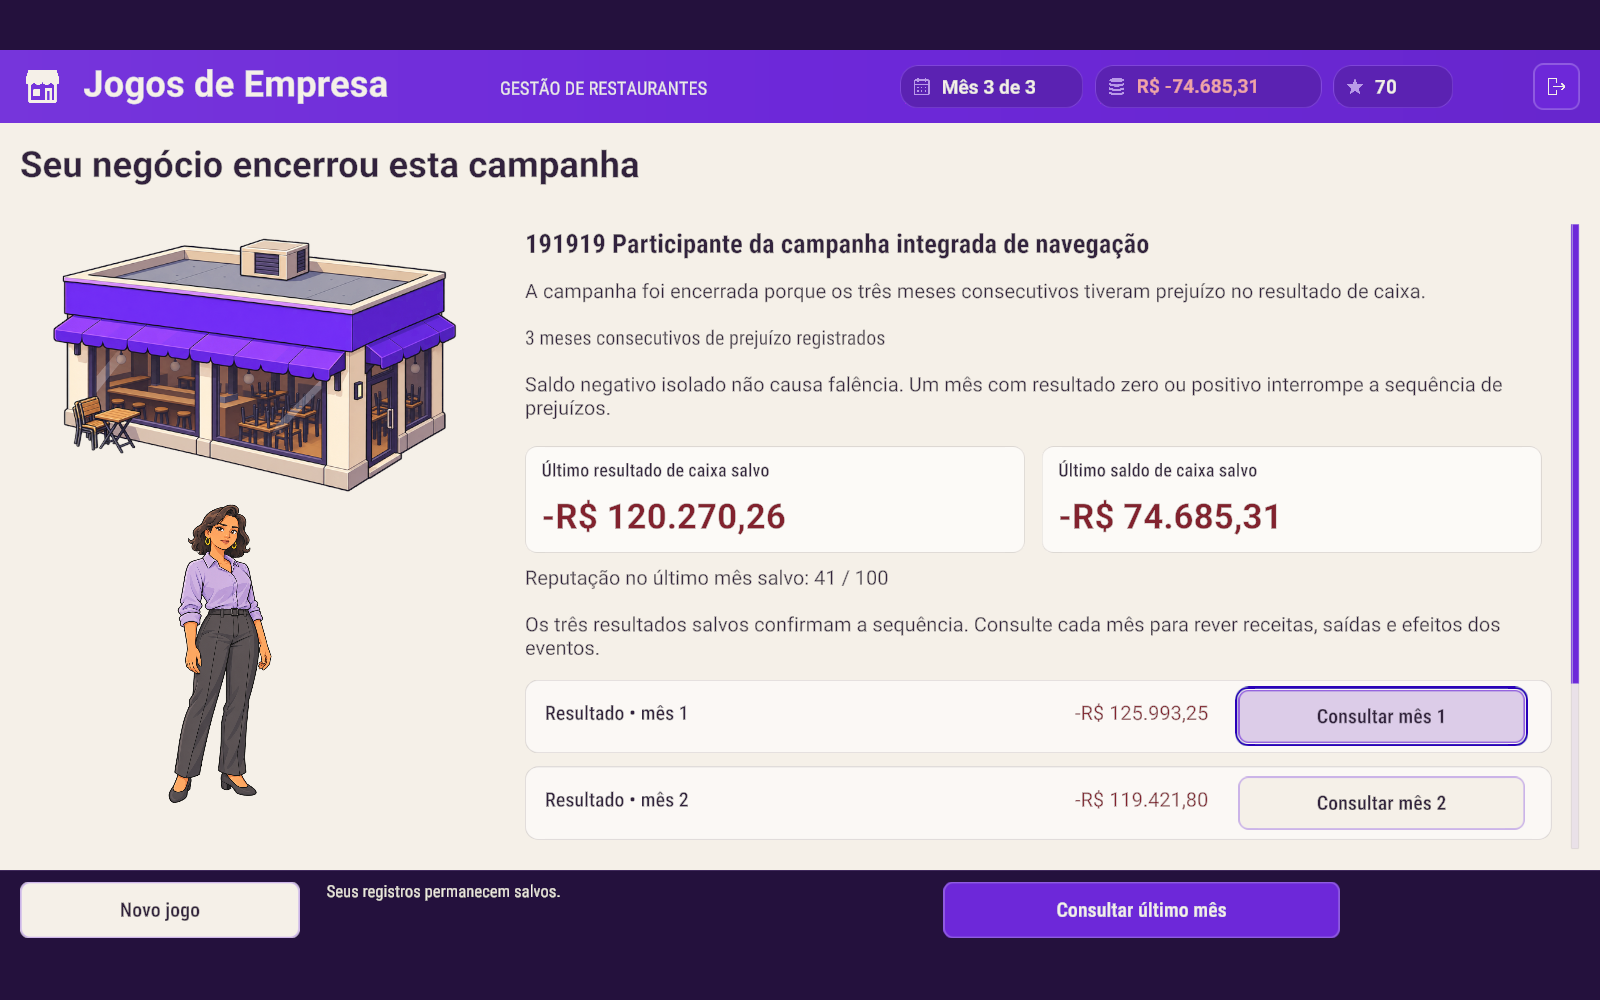 Jogos de Empresa
GESTÃO DE RESTAURANTES
Mês 3 de 3
R$ -74.685,31
70
Seu negócio encerrou esta campanha
191919 Participante da campanha integrada de navegação
A campanha foi encerrada porque os três meses consecutivos tiveram prejuízo no resultado de caixa.
3 meses consecutivos de prejuízo registrados
Saldo negativo isolado não causa falência. Um mês com resultado zero ou positivo interrompe a sequência de
prejuízos.
Último resultado de caixa salvo
-R$ 120.270,26
Último saldo de caixa salvo
-R$ 74.685,31
Reputação no último mês salvo: 41 / 100
Os três resultados salvos confirmam a sequência. Consulte cada mês para rever receitas, saídas e efeitos dos
eventos.
Resultado • mês 1
-R$ 125.993,25
Consultar mês 1
Resultado • mês 2
-R$ 119.421,80
Consultar mês 2
Novo jogo
Seus registros permanecem salvos.
Consultar último mês